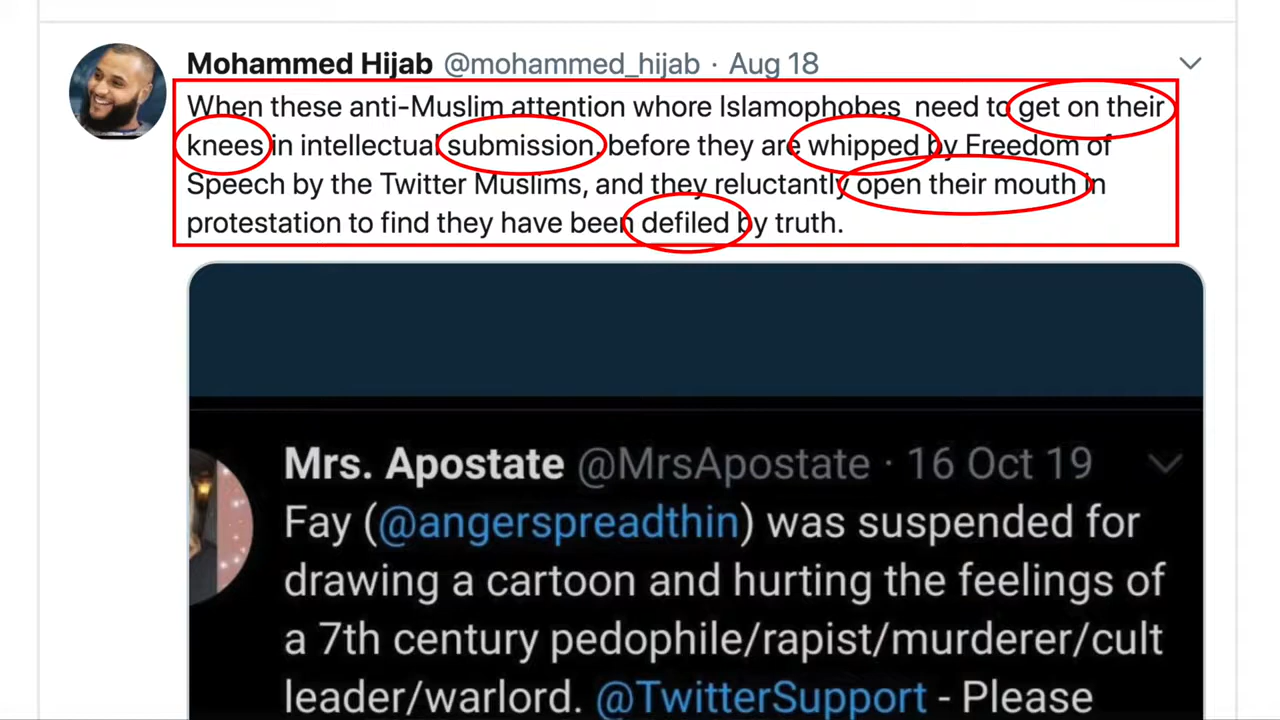 Mohammed Hijab @mohammed_hijab · Aug 18
When these anti-Muslim attention whore Islamophobes need to get on their
knees in intellectual submission, before they are whipped by Freedom of
Speech by the Twitter Muslims, and they reluctantly open their mouth in
protestation to find they have been defiled by truth.
Mrs. Apostate @MrsApostate · 16 Oct 19
Fay (@angerspreadthin) was suspended for
drawing a cartoon and hurting the feelings of
a 7th century pedophile/rapist/murderer/cult
leader/warlord. @TwitterSupport - Please